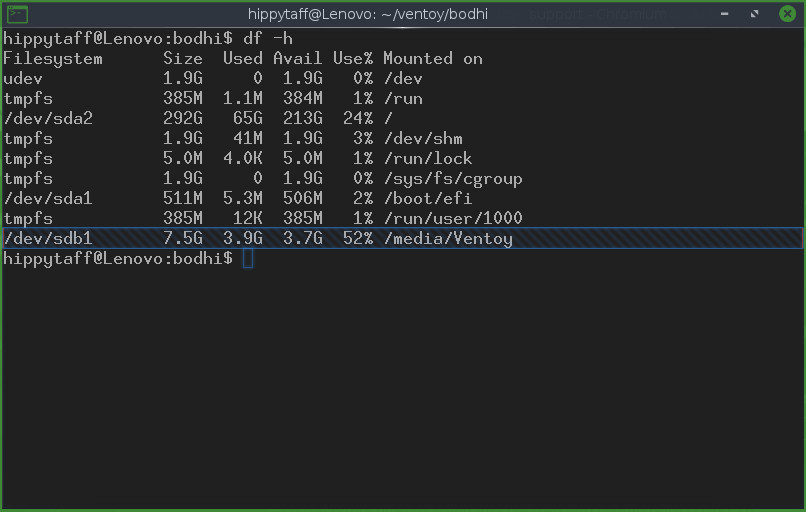 hippytaff@Lenovo: ~/ventoy/bodhi
hippytaff@Lenovo:bodhi$ df -h
Filesystem      Size  Used Avail Use% Mounted on
udev            1.9G     0  1.9G   0% /dev
tmpfs           385M  1.1M  384M   1% /run
/dev/sda2       292G   65G  213G  24% /
tmpfs           1.9G   41M  1.9G   3% /dev/shm
tmpfs           5.0M  4.0K  5.0M   1% /run/lock
tmpfs           1.9G     0  1.9G   0% /sys/fs/cgroup
/dev/sda1       511M  5.3M  506M   2% /boot/efi
tmpfs           385M   12K  385M   1% /run/user/1000
/dev/sdb1       7.5G  3.9G  3.7G  52% /media/Ventoy
hippytaff@Lenovo:bodhi$